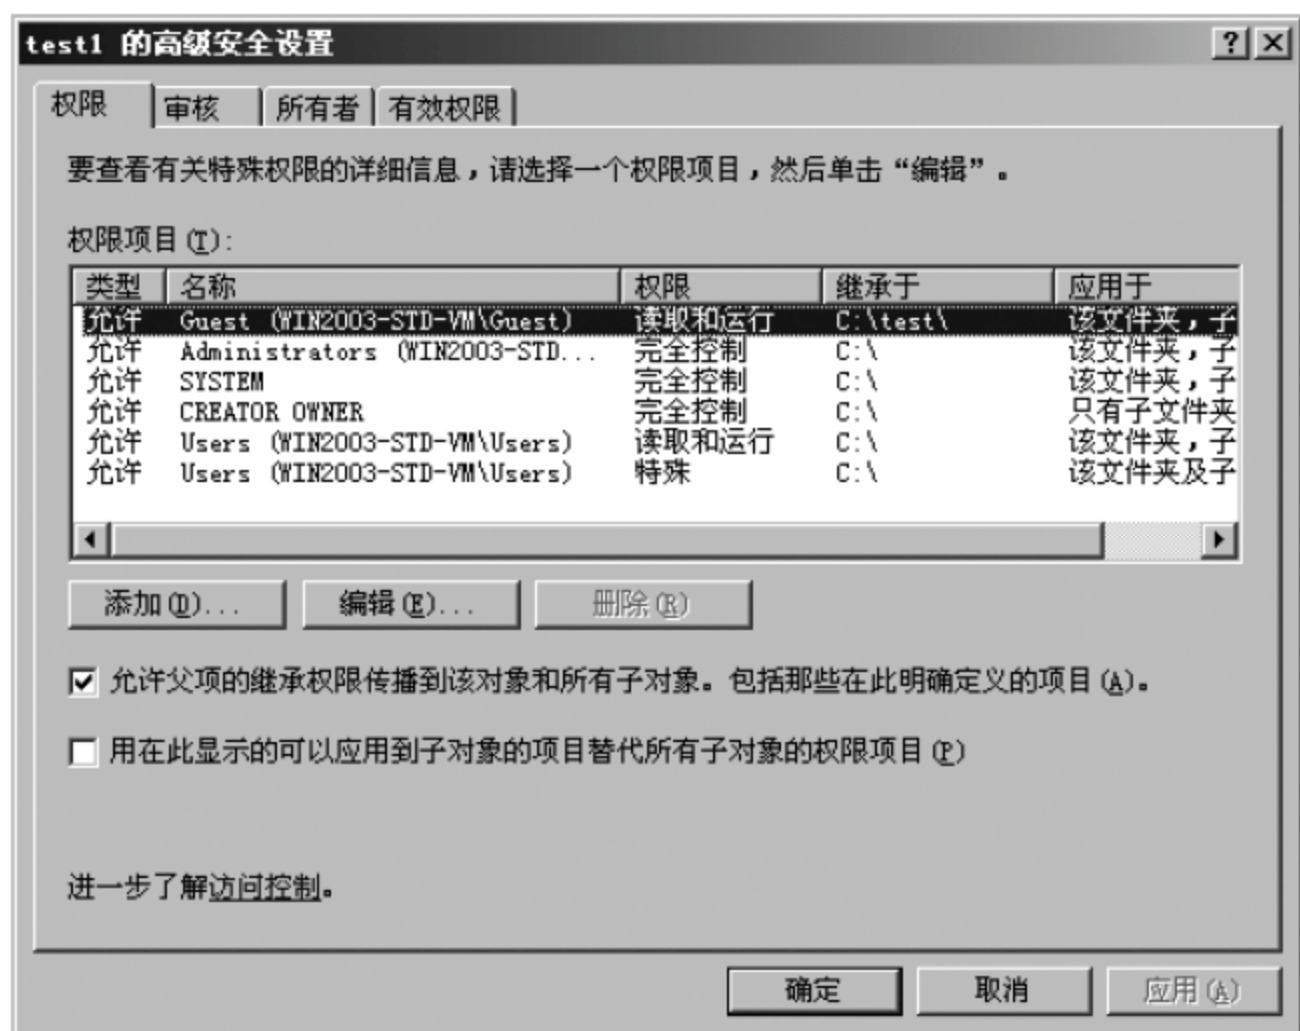 test1 的高级安全设置
权限 审核 所有者 有效权限
要查看有关特殊权限的详细信息，请选择一个权限项目，然后单击“编辑”。
权限项目(T):
类型 名称 权限 继承于 应用于
允许 Guest (WIN2003-STD-VM\Guest) 读取和运行 C:\test\ 该文件夹，子
允许 Administrators (WIN2003-STD... 完全控制 C:\ 该文件夹，子
允许 SYSTEM 完全控制 C:\ 该文件夹，子
允许 CREATOR OWNER 完全控制 C:\ 只有子文件夹
允许 Users (WIN2003-STD-VM\Users) 读取和运行 C:\ 该文件夹，子
允许 Users (WIN2003-STD-VM\Users) 特殊 C:\ 该文件夹及子
添加(D)... 编辑(E)... 删除(R)
允许父项的继承权限传播到该对象和所有子对象。包括那些在此明确定义的项目(A)。
用在此显示的可以应用到子对象的项目替代所有子对象的权限项目(P)
进一步了解访问控制。
确定 取消 应用(A)